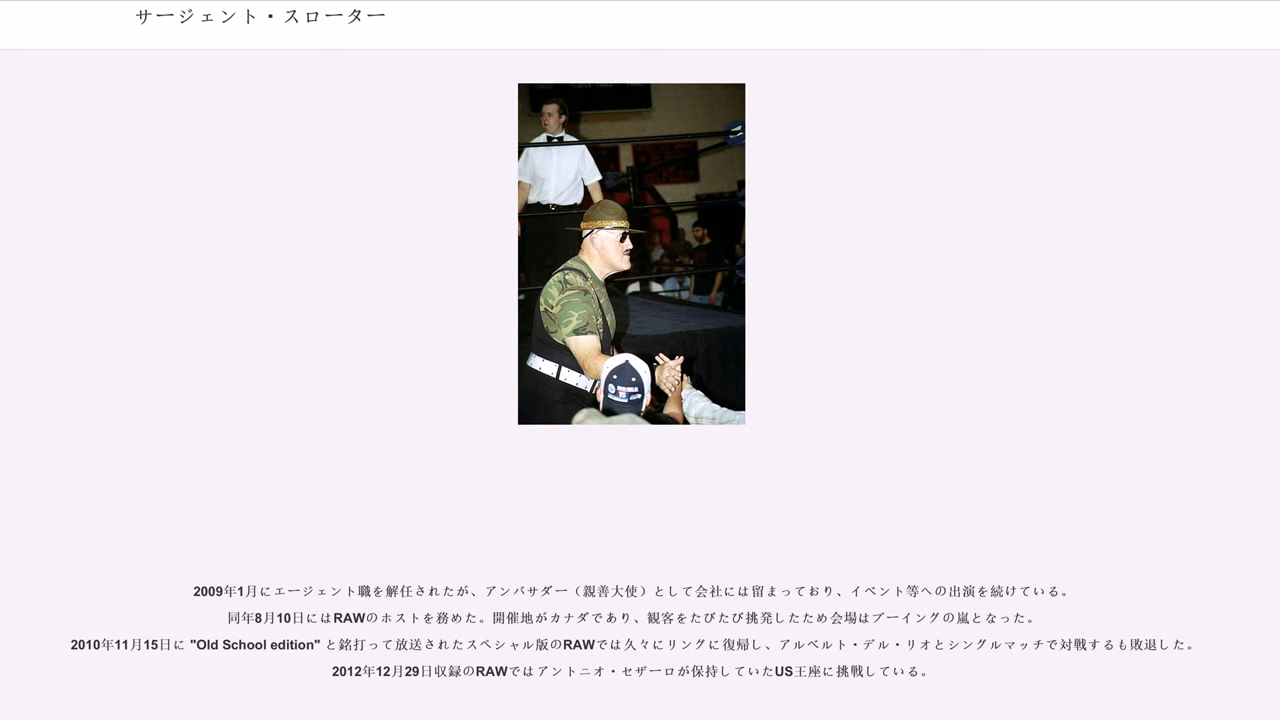 サージェント・スローター
2009年1月にエージェント職を解任されたが、アンバサダー（親善大使）として会社には留まっており、イベント等への出演を続けている。
同年8月10日にはRAWのホストを務めた。開催地がカナダであり、観客をたびたび挑発したため会場はブーイングの嵐となった。
2010年11月15日に "Old School edition" と銘打って放送されたスペシャル版のRAWでは久々にリングに復帰し、アルベルト・デル・リオとシングルマッチで対戦するも敗退した。
2012年12月29日収録のRAWではアントニオ・セザーロが保持していたUS王座に挑戦している。